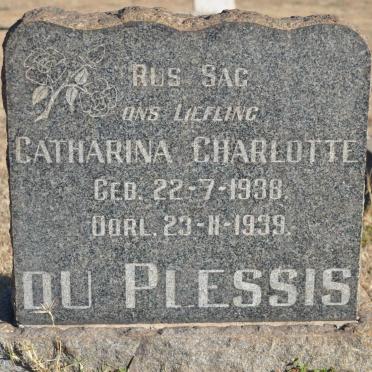 RUS SAG
ONS LIEFLING
CATHARINA CHARLOTTE
GEB. 22-7-1938.
OORL. 23-11-1939.
DU PLESSIS